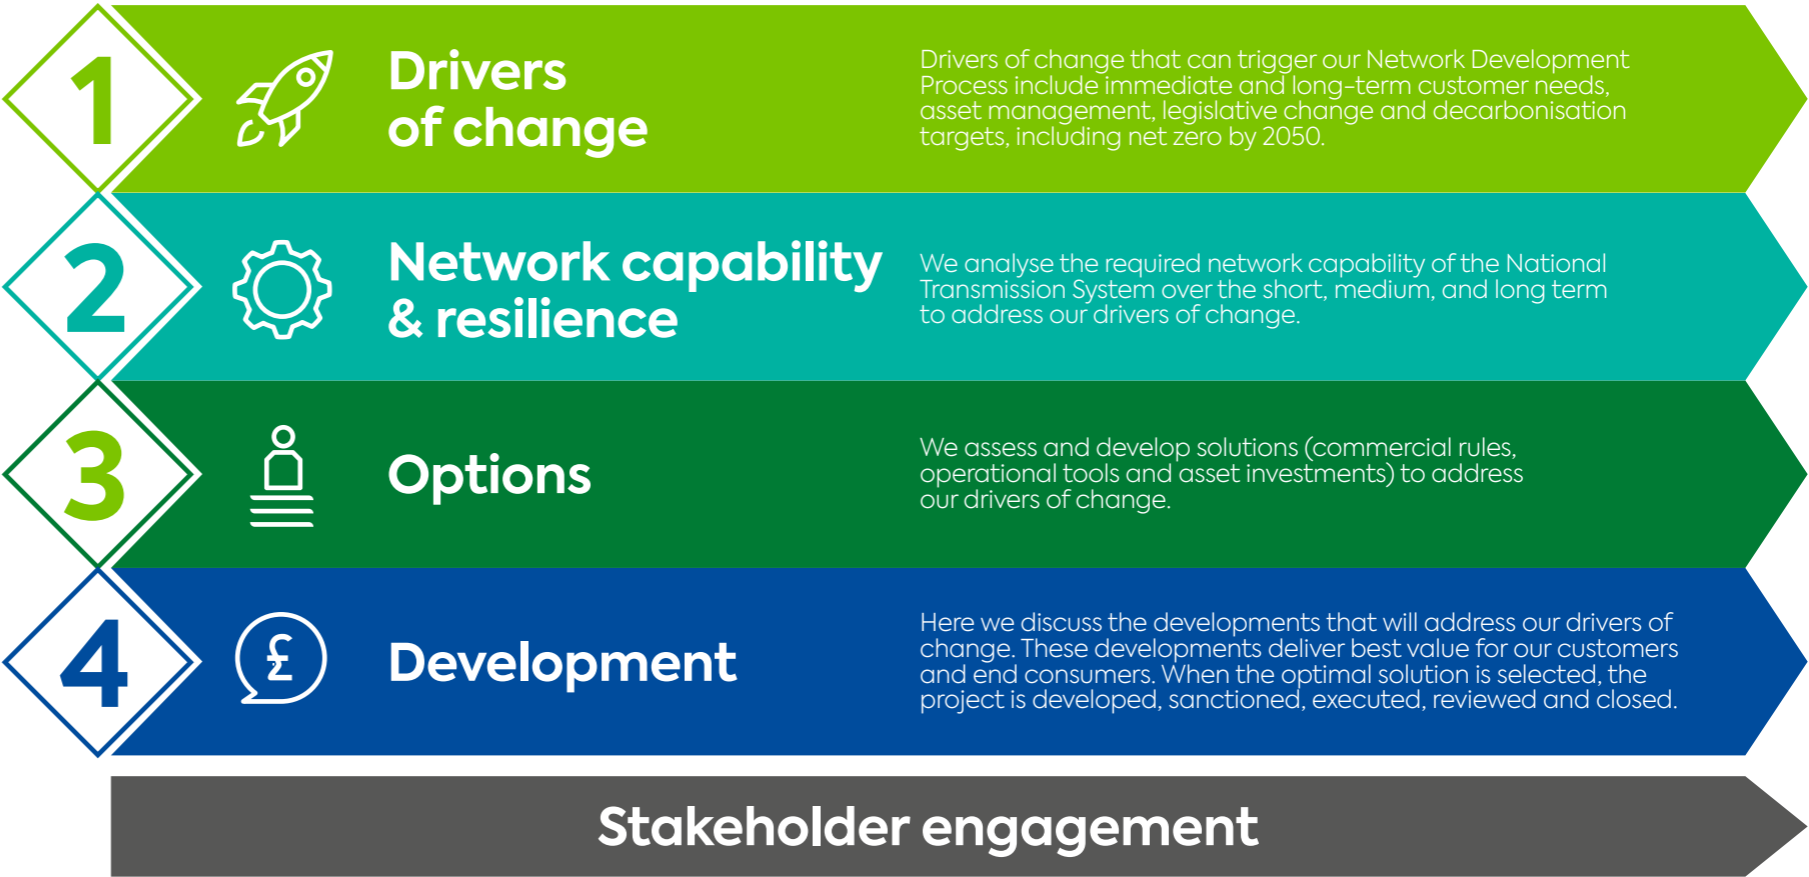 1
Drivers
of change
Drivers of change that can trigger our Network Development
Process include immediate and long-term customer needs,
asset management, legislative change and decarbonisation
targets, including net zero by 2050.
2
Network capability
& resilience
We analyse the required network capability of the National
Transmission System over the short, medium, and long term
to address our drivers of change.
3
Options
We assess and develop solutions (commercial rules,
operational tools and asset investments) to address
our drivers of change.
4
£
Development
Here we discuss the developments that will address our drivers of
change. These developments deliver best value for our customers
and end consumers. When the optimal solution is selected, the
project is developed, sanctioned, executed, reviewed and closed.
Stakeholder engagement